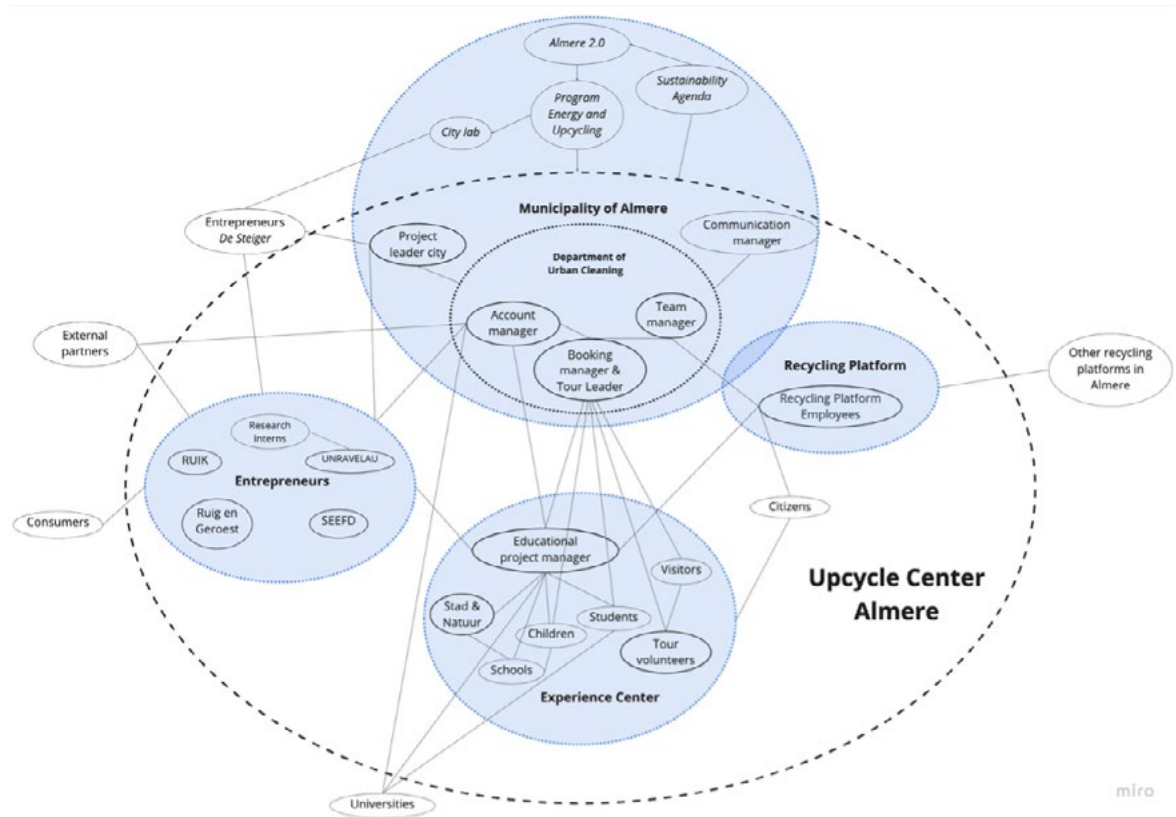 Almere 2.0
Sustainability
Agenda
Program
Energy and
Upcycling
City lab
Municipality of Almere
Entrepreneurs
De Steiger
Project
leader city
Communication
manager
Department of
Urban Cleaning
Account
manager
Team
manager
External
partners
Booking
manager &
Tour Leader
Recycling Platform
Recycling Platform
Employees
Other recycling
platforms in
Almere
Research
Interns
RUIK
UNRAVELAU
Entrepreneurs
Ruig en
Geroest
SEEFD
Consumers
Citizens
Educational
project manager
Visitors
Stad &
Natuur
Children
Students
Schools
Tour
volunteers
Experience Center
Upcycle Center
Almere
Universities
miro